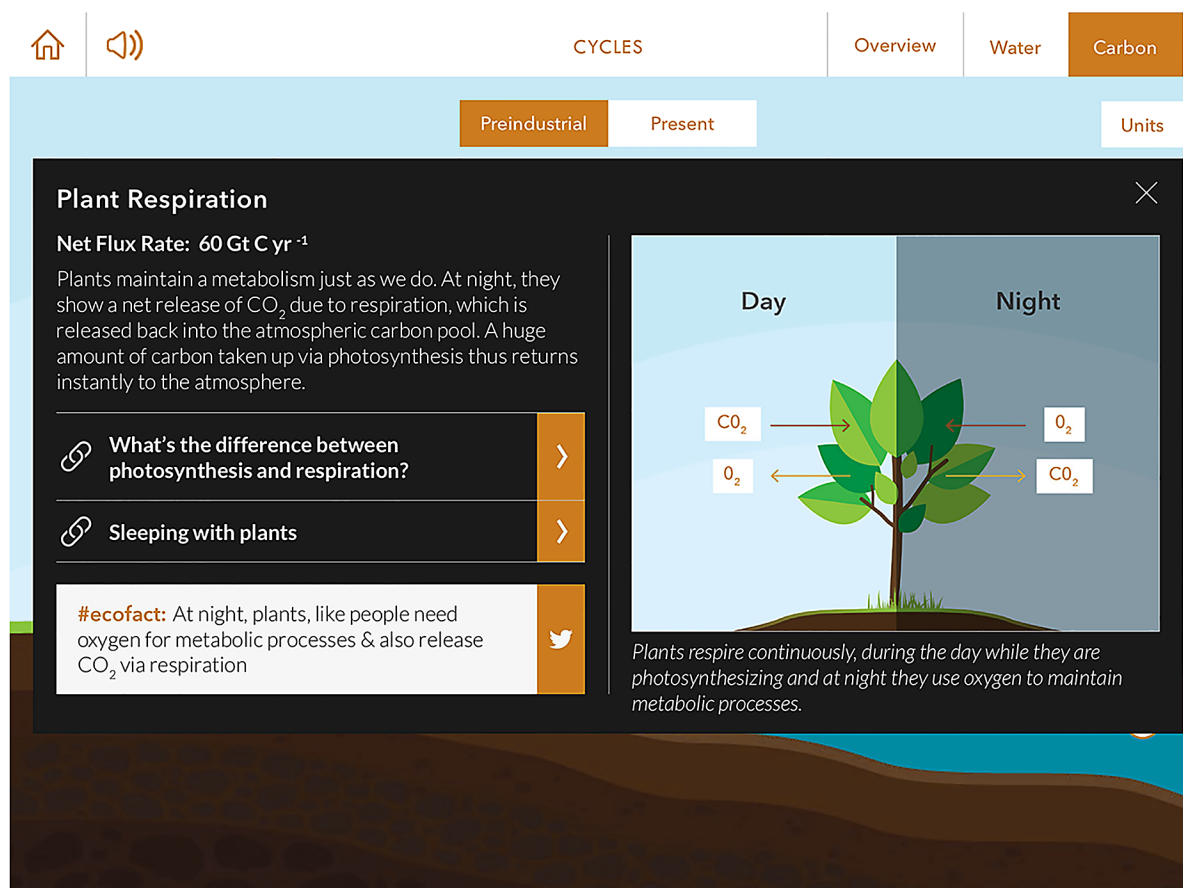 CYCLES
Overview
Water
Carbon
Preindustrial
Present
Units
Plant Respiration
Net Flux Rate: 60 Gt C yr ⁻¹
Plants maintain a metabolism just as we do. At night, they
show a net release of CO₂ due to respiration, which is
released back into the atmospheric carbon pool. A huge
amount of carbon taken up via photosynthesis thus returns
instantly to the atmosphere.
What's the difference between
photosynthesis and respiration?
Sleeping with plants
#ecofact: At night, plants, like people need
oxygen for metabolic processes & also release
CO₂ via respiration
Day
Night
C0₂
0₂
0₂
C0₂
Plants respire continuously, during the day while they are
photosynthesizing and at night they use oxygen to maintain
metabolic processes.